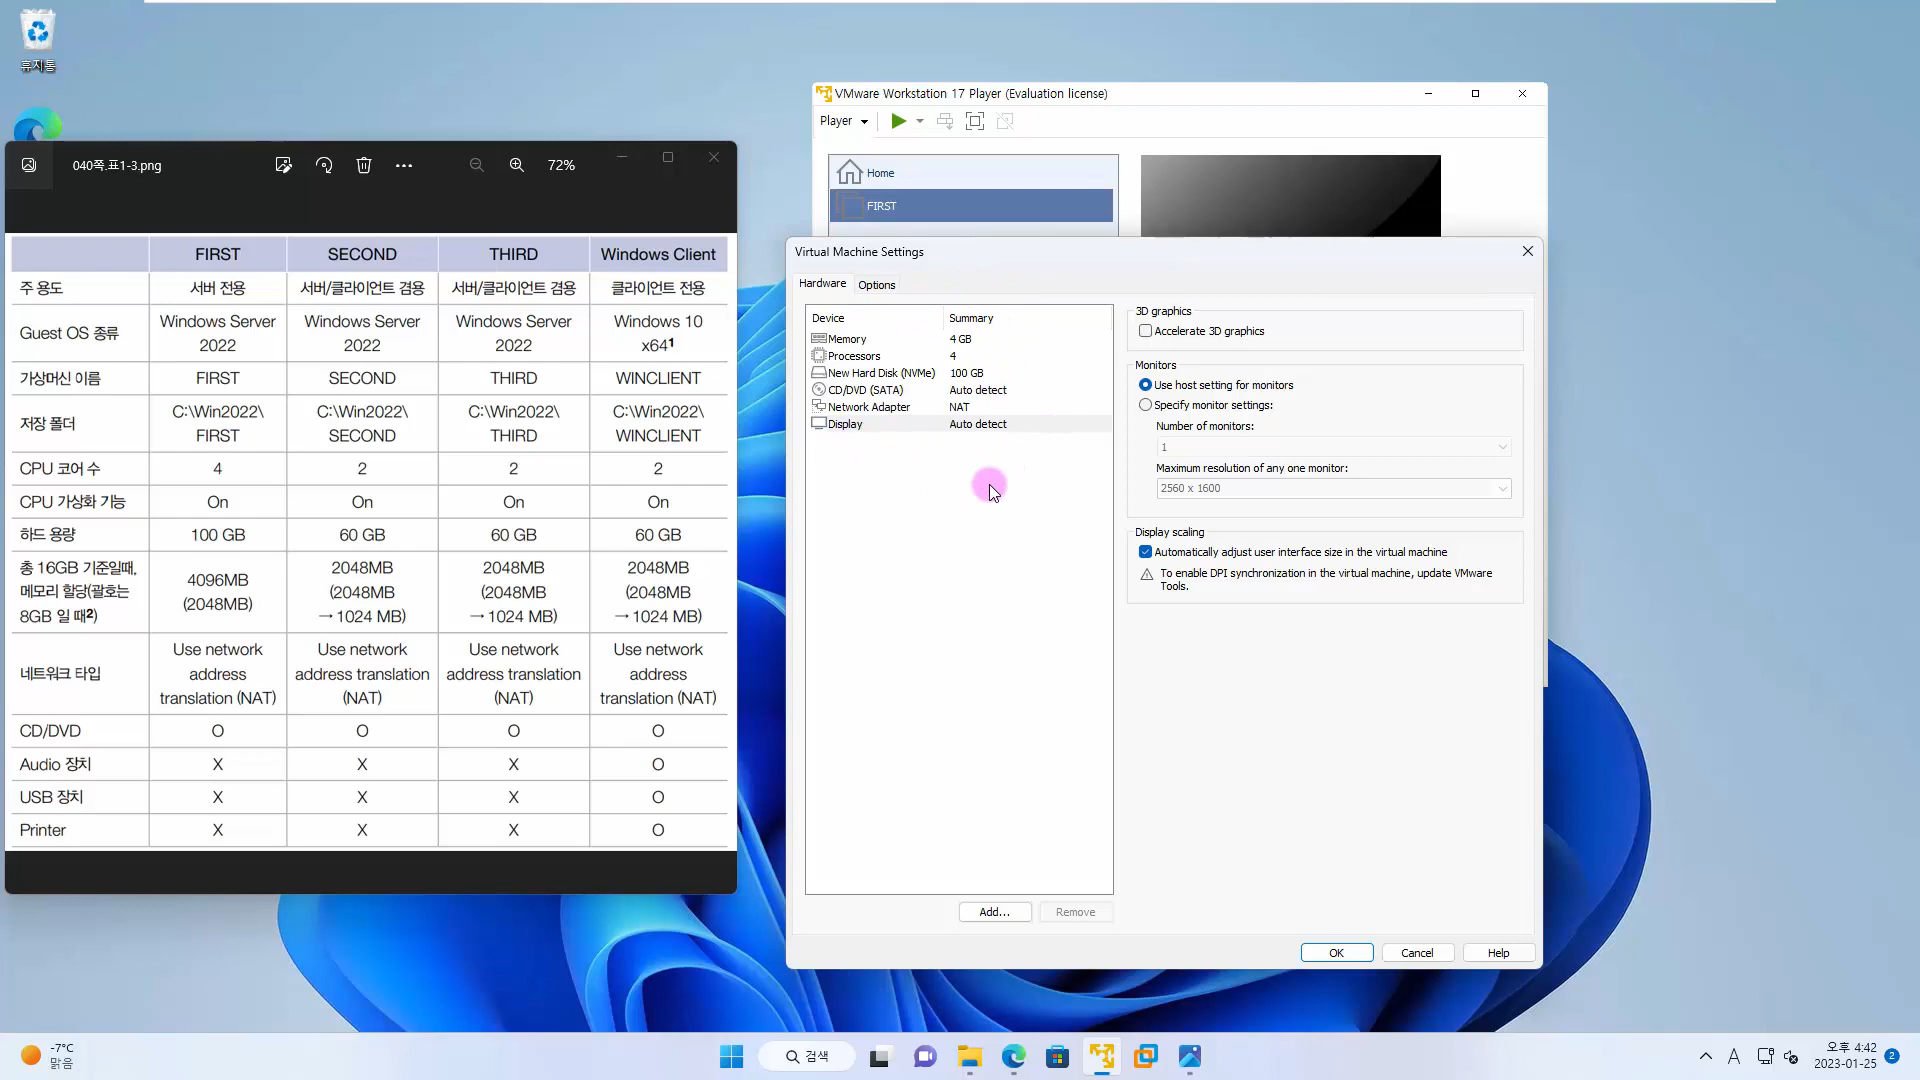 휴지통
VMware Workstation 17 Player (Evaluation license)
Player
Home
FIRST
040쪽.표1-3.png
72%
FIRST SECOND THIRD Windows Client
주 용도 서버 전용 서버/클라이언트 겸용 서버/클라이언트 겸용 클라이언트 전용
Guest OS 종류 Windows Server 2022 Windows Server 2022 Windows Server 2022 Windows 10 x64¹
가상머신 이름 FIRST SECOND THIRD WINCLIENT
저장 폴더 C:\Win2022\FIRST C:\Win2022\SECOND C:\Win2022\THIRD C:\Win2022\WINCLIENT
CPU 코어 수 4 2 2 2
CPU 가상화 기능 On On On On
하드 용량 100 GB 60 GB 60 GB 60 GB
총 16GB 기준일때, 메모리 할당(괄호는 8GB 일 때²) 4096MB (2048MB) 2048MB (2048MB →1024 MB) 2048MB (2048MB →1024 MB) 2048MB (2048MB →1024 MB)
네트워크 타입 Use network address translation (NAT) Use network address translation (NAT) Use network address translation (NAT) Use network address translation (NAT)
CD/DVD O O O O
Audio 장치 X X X O
USB 장치 X X X O
Printer X X X O
Virtual Machine Settings
Hardware Options
Device Summary
Memory 4 GB
Processors 4
New Hard Disk (NVMe) 100 GB
CD/DVD (SATA) Auto detect
Network Adapter NAT
Display Auto detect
Add... Remove
3D graphics
Accelerate 3D graphics
Monitors
Use host setting for monitors
Specify monitor settings:
Number of monitors:
1
Maximum resolution of any one monitor:
2560 x 1600
Display scaling
Automatically adjust user interface size in the virtual machine
To enable DPI synchronization in the virtual machine, update VMware
Tools.
OK Cancel Help
-7°C
맑음
검색
A
오후 4:42
2023-01-25
2